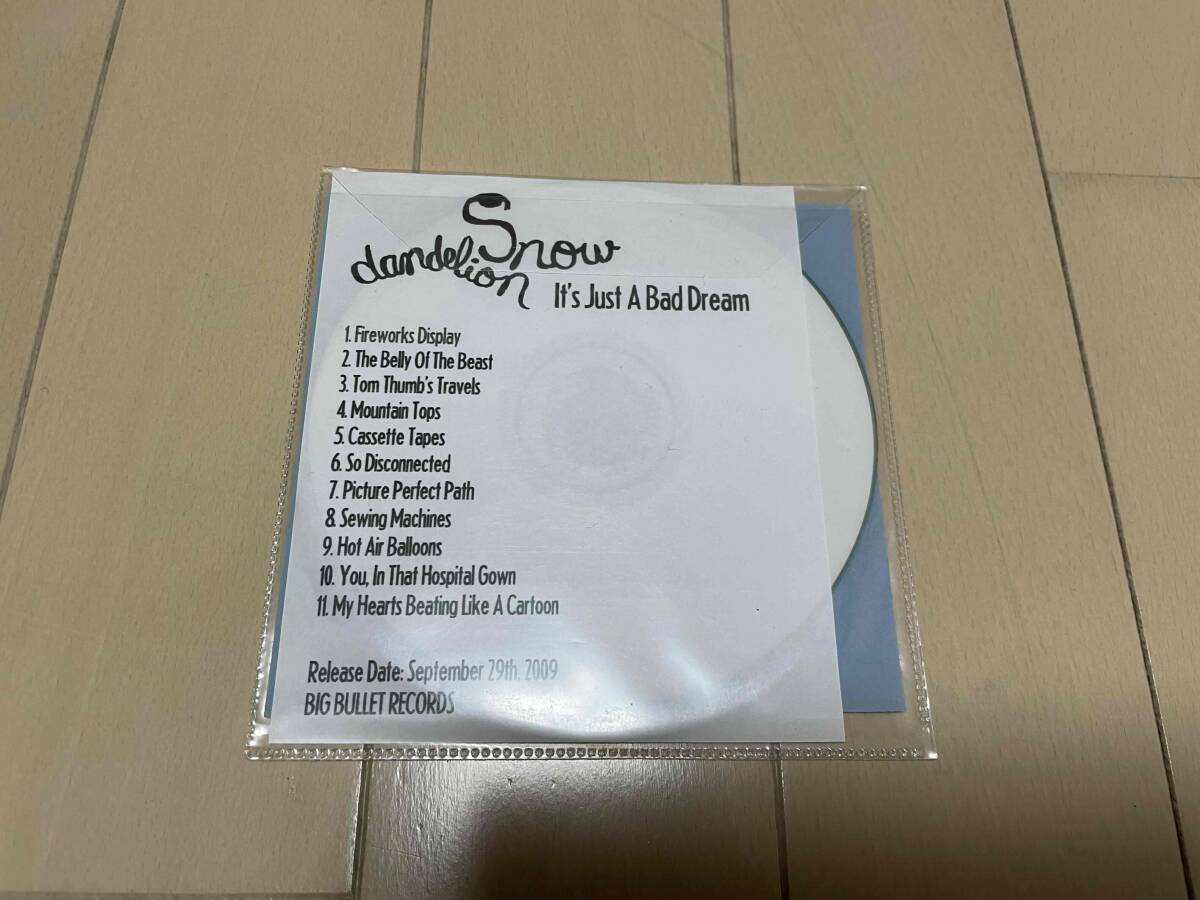 dandelion Snow
It's Just A Bad Dream
1. Fireworks Display
2. The Belly Of The Beast
3. Tom Thumb's Travels
4. Mountain Tops
5. Cassette Tapes
6. So Disconnected
7. Picture Perfect Path
8. Sewing Machines
9. Hot Air Balloons
10. You, In That Hospital Gown
11. My Hearts Beating Like A Cartoon
Release Date: September 29th, 2009
BIG BULLET RECORDS